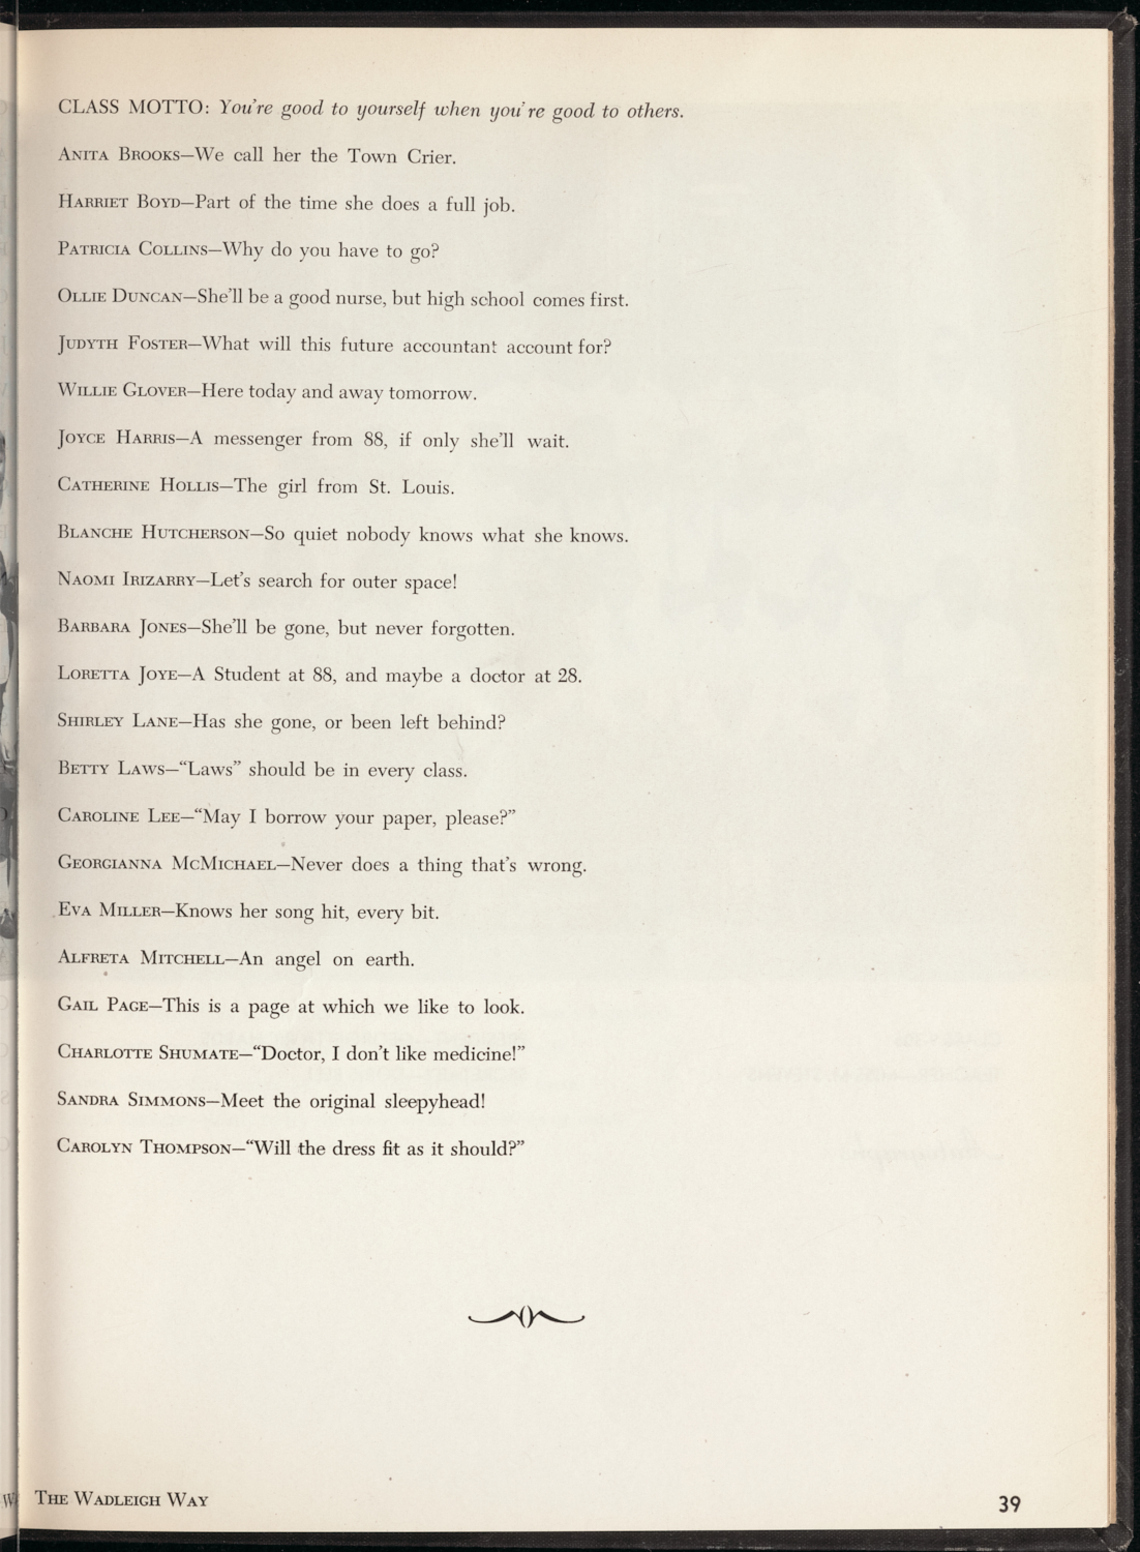 CLASS MOTTO: You're good to yourself when you're good to others.
ANITA BROOKS—We call her the Town Crier.
HARRIET BOYD—Part of the time she does a full job.
PATRICIA COLLINS—Why do you have to go?
OLLIE DUNCAN—She'll be a good nurse, but high school comes first.
JUDYTH FOSTER—What will this future accountant account for?
WILLIE GLOVER—Here today and away tomorrow.
JOYCE HARRIS—A messenger from 88, if only she'll wait.
CATHERINE HOLLIS—The girl from St. Louis.
BLANCHE HUTCHERSON—So quiet nobody knows what she knows.
NAOMI IRIZARRY—Let's search for outer space!
BARBARA JONES—She'll be gone, but never forgotten.
LORETTA JOYE—A Student at 88, and maybe a doctor at 28.
SHIRLEY LANE—Has she gone, or been left behind?
BETTY LAWS—“Laws” should be in every class.
CAROLINE LEE—“May I borrow your paper, please?”
GEORGIANNA MCMICHAEL—Never does a thing that's wrong.
EVA MILLER—Knows her song hit, every bit.
ALFRETA MITCHELL—An angel on earth.
GAIL PAGE—This is a page at which we like to look.
CHARLOTTE SHUMATE—“Doctor, I don't like medicine!”
SANDRA SIMMONS—Meet the original sleepyhead!
CAROLYN THOMPSON—“Will the dress fit as it should?”
THE WADLEIGH WAY
39